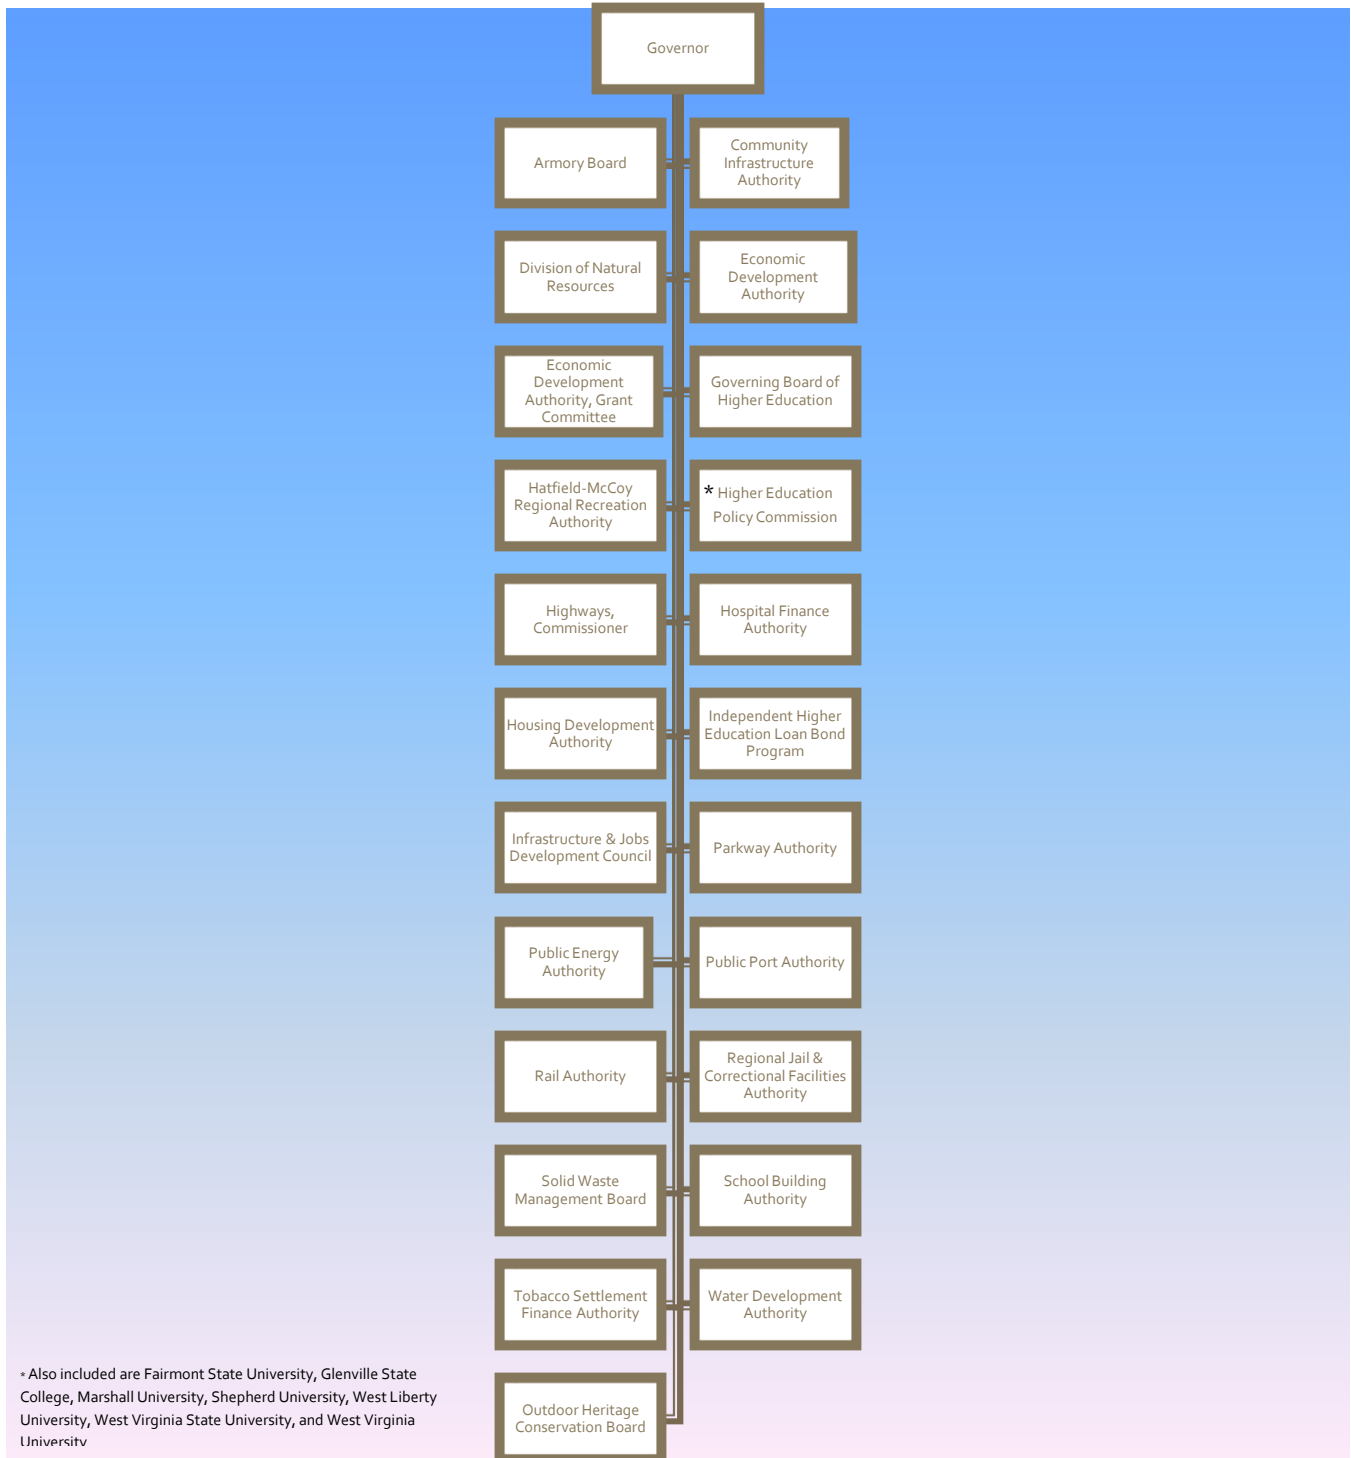 Governor
Armory Board
Community
Infrastructure
Authority
Division of Natural
Resources
Economic
Development
Authority
Economic
Development
Authority, Grant
Committee
Governing Board of
Higher Education
Hatfield-McCoy
Regional Recreation
Authority
* Higher Education
Policy Commission
Highways,
Commissioner
Hospital Finance
Authority
Housing Development
Authority
Independent Higher
Education Loan Bond
Program
Infrastructure & Jobs
Development Council
Parkway Authority
Public Energy
Authority
Public Port Authority
Rail Authority
Regional Jail &
Correctional Facilities
Authority
Solid Waste
Management Board
School Building
Authority
Tobacco Settlement
Finance Authority
Water Development
Authority
Outdoor Heritage
Conservation Board
* Also included are Fairmont State University, Glenville State
College, Marshall University, Shepherd University, West Liberty
University, West Virginia State University, and West Virginia
University